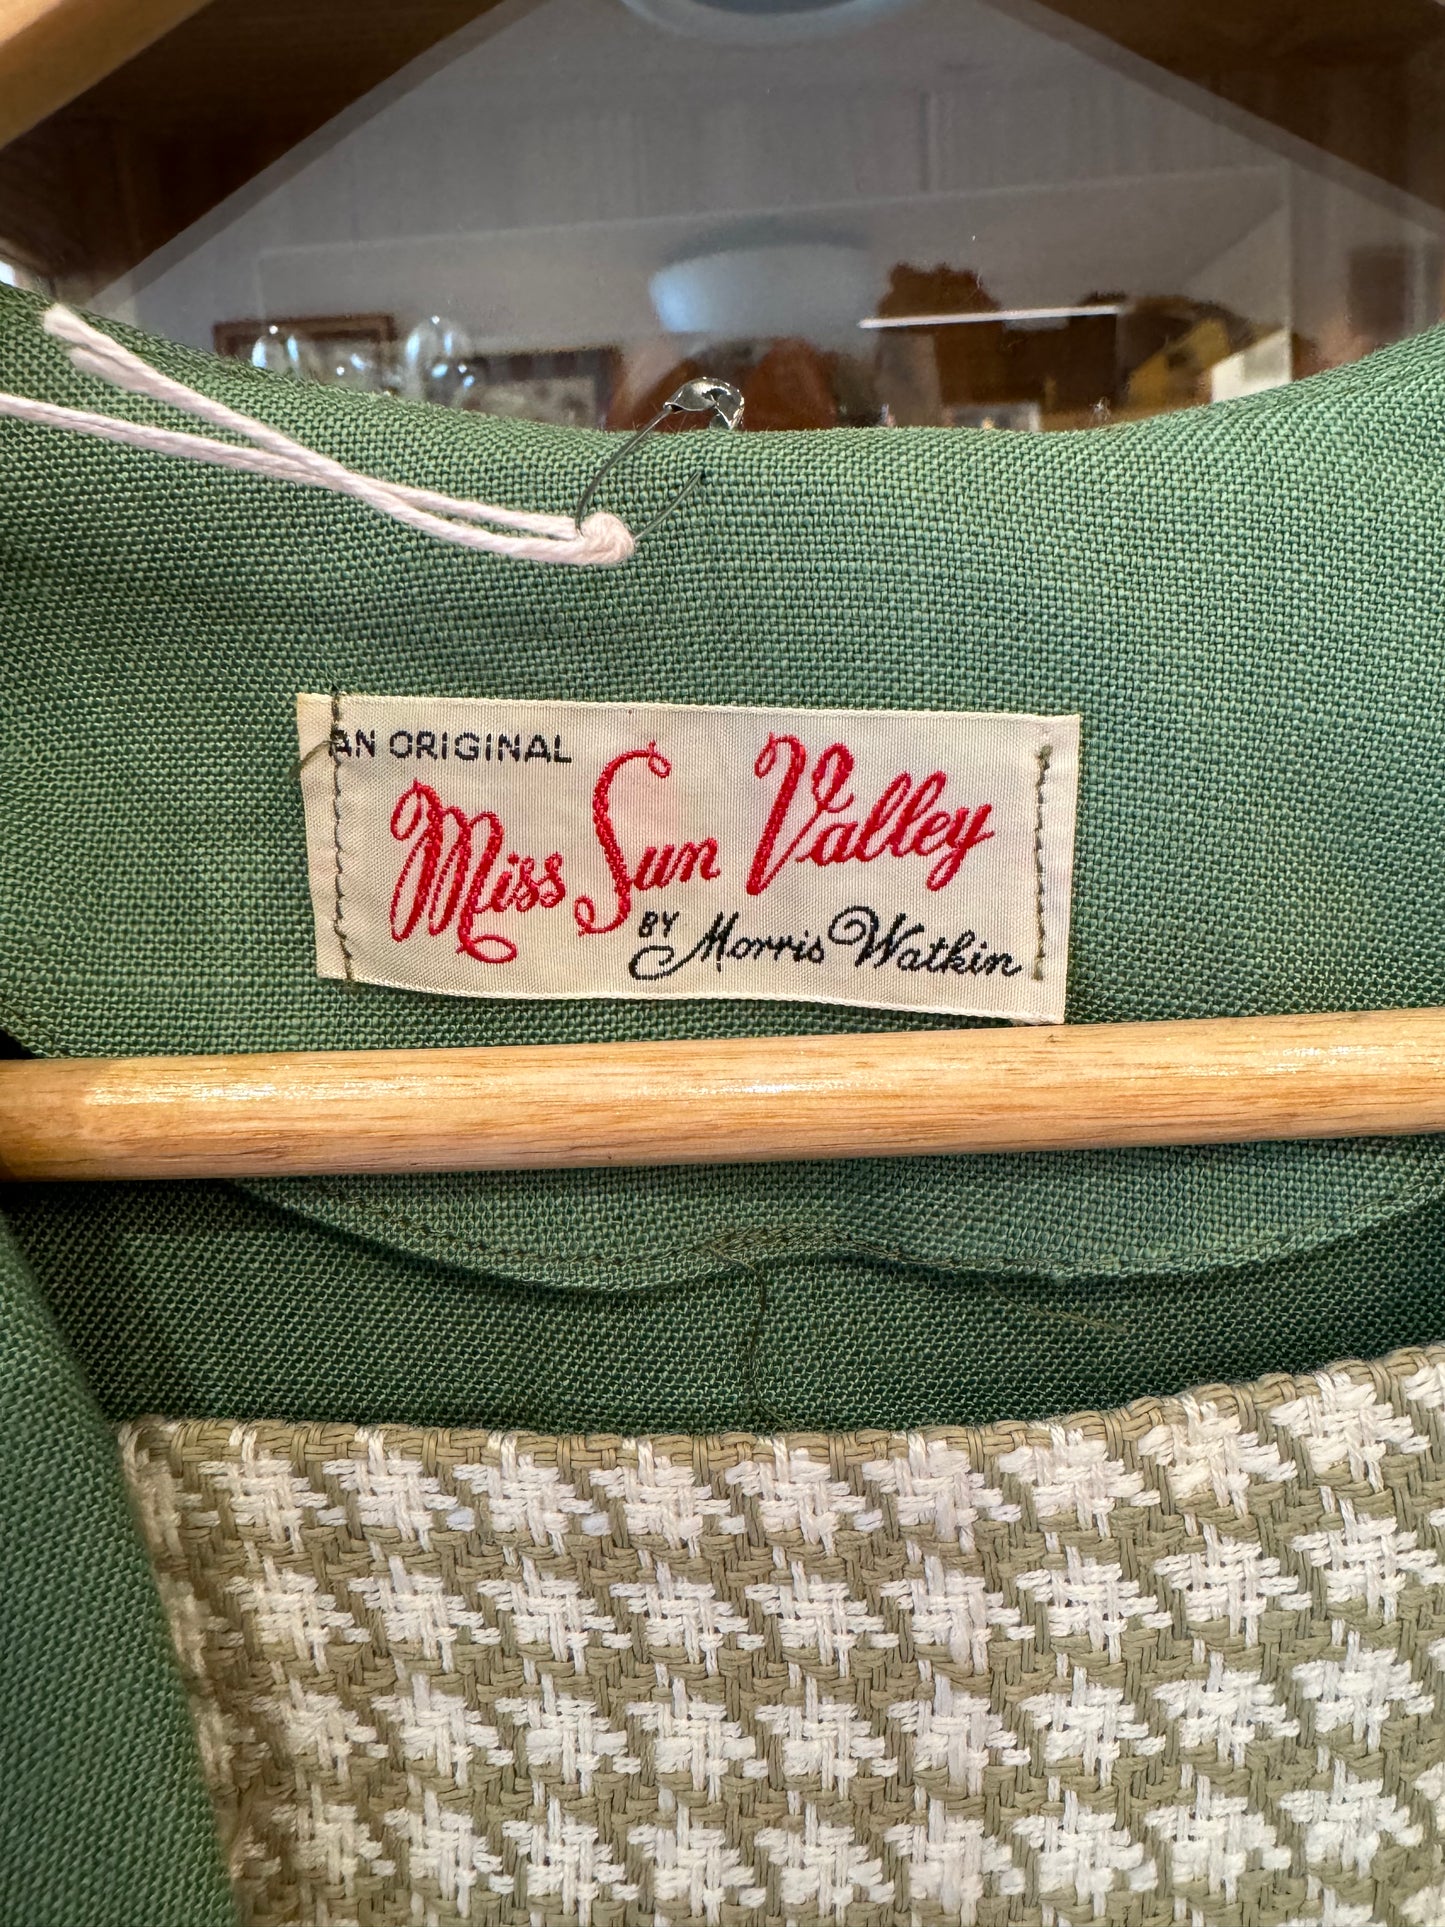 AN ORIGINAL
Miss Sun Valley
BY Morris Watkin